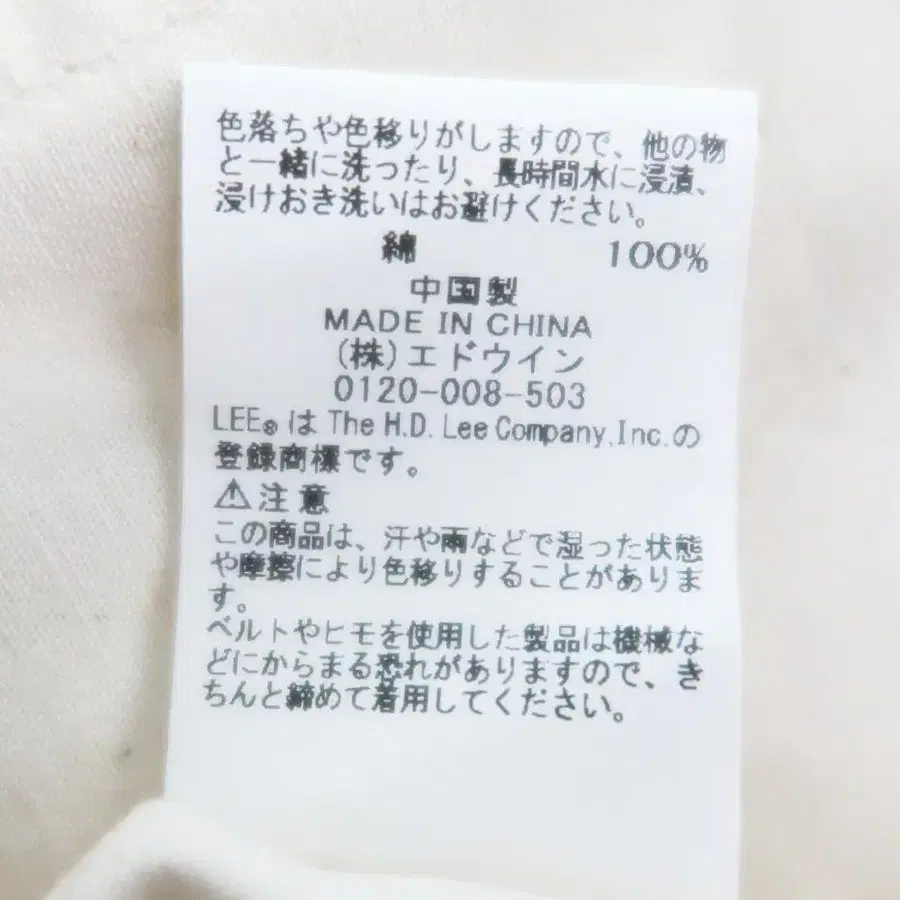 色落ちや色移りがしますので、他の物
と一緒に洗ったり、長時間水に浸漬、
浸けおき洗いはお避けください。
綿 100%
中国製
MADE IN CHINA
(株)エドウイン
0120-008-503
LEE® は The H.D. Lee Company, Inc. の
登録商標です。
⚠注意
この商品は、汗や雨などで湿った状態
や摩擦により色移りすることがありま
す。
ベルトやヒモを使用した製品は機械な
どにからまる恐れがありますので、き
ちんと締めて着用してください。